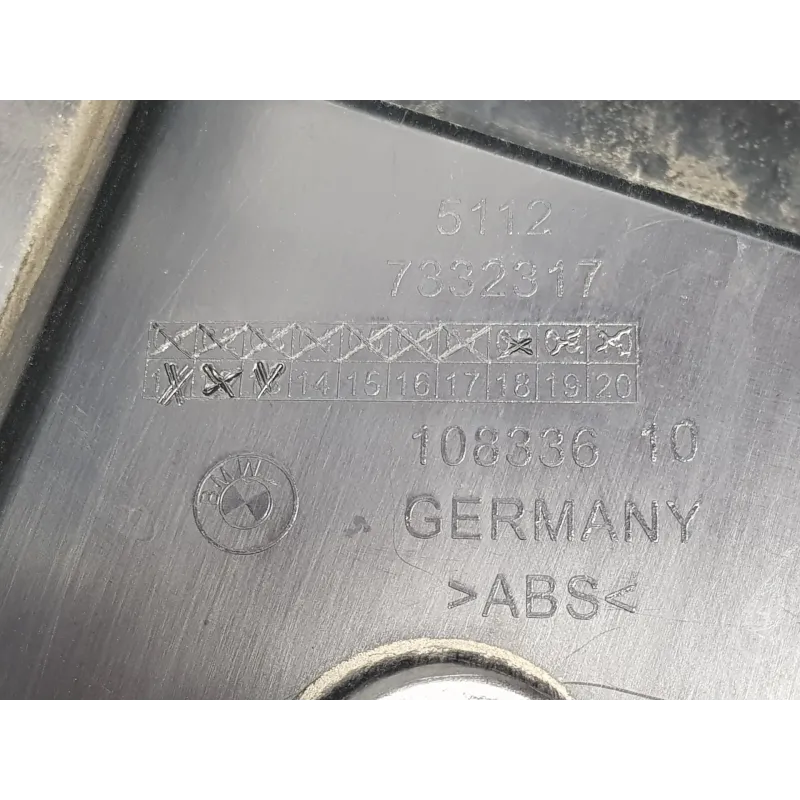 5112
7332317
14 15 16 17 18 19 20
108336 10
BMW
GERMANY
>ABS<